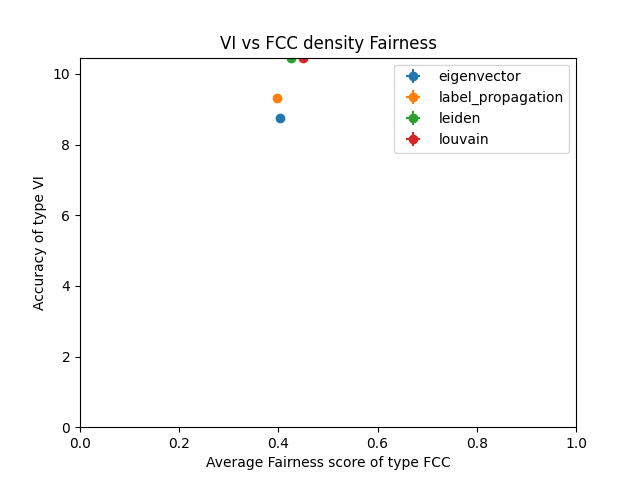 VI vs FCC density Fairness
eigenvector
label_propagation
leiden
louvain
Accuracy of type VI
10
8
6
4
2
0
0.0 0.2 0.4 0.6 0.8 1.0
Average Fairness score of type FCC